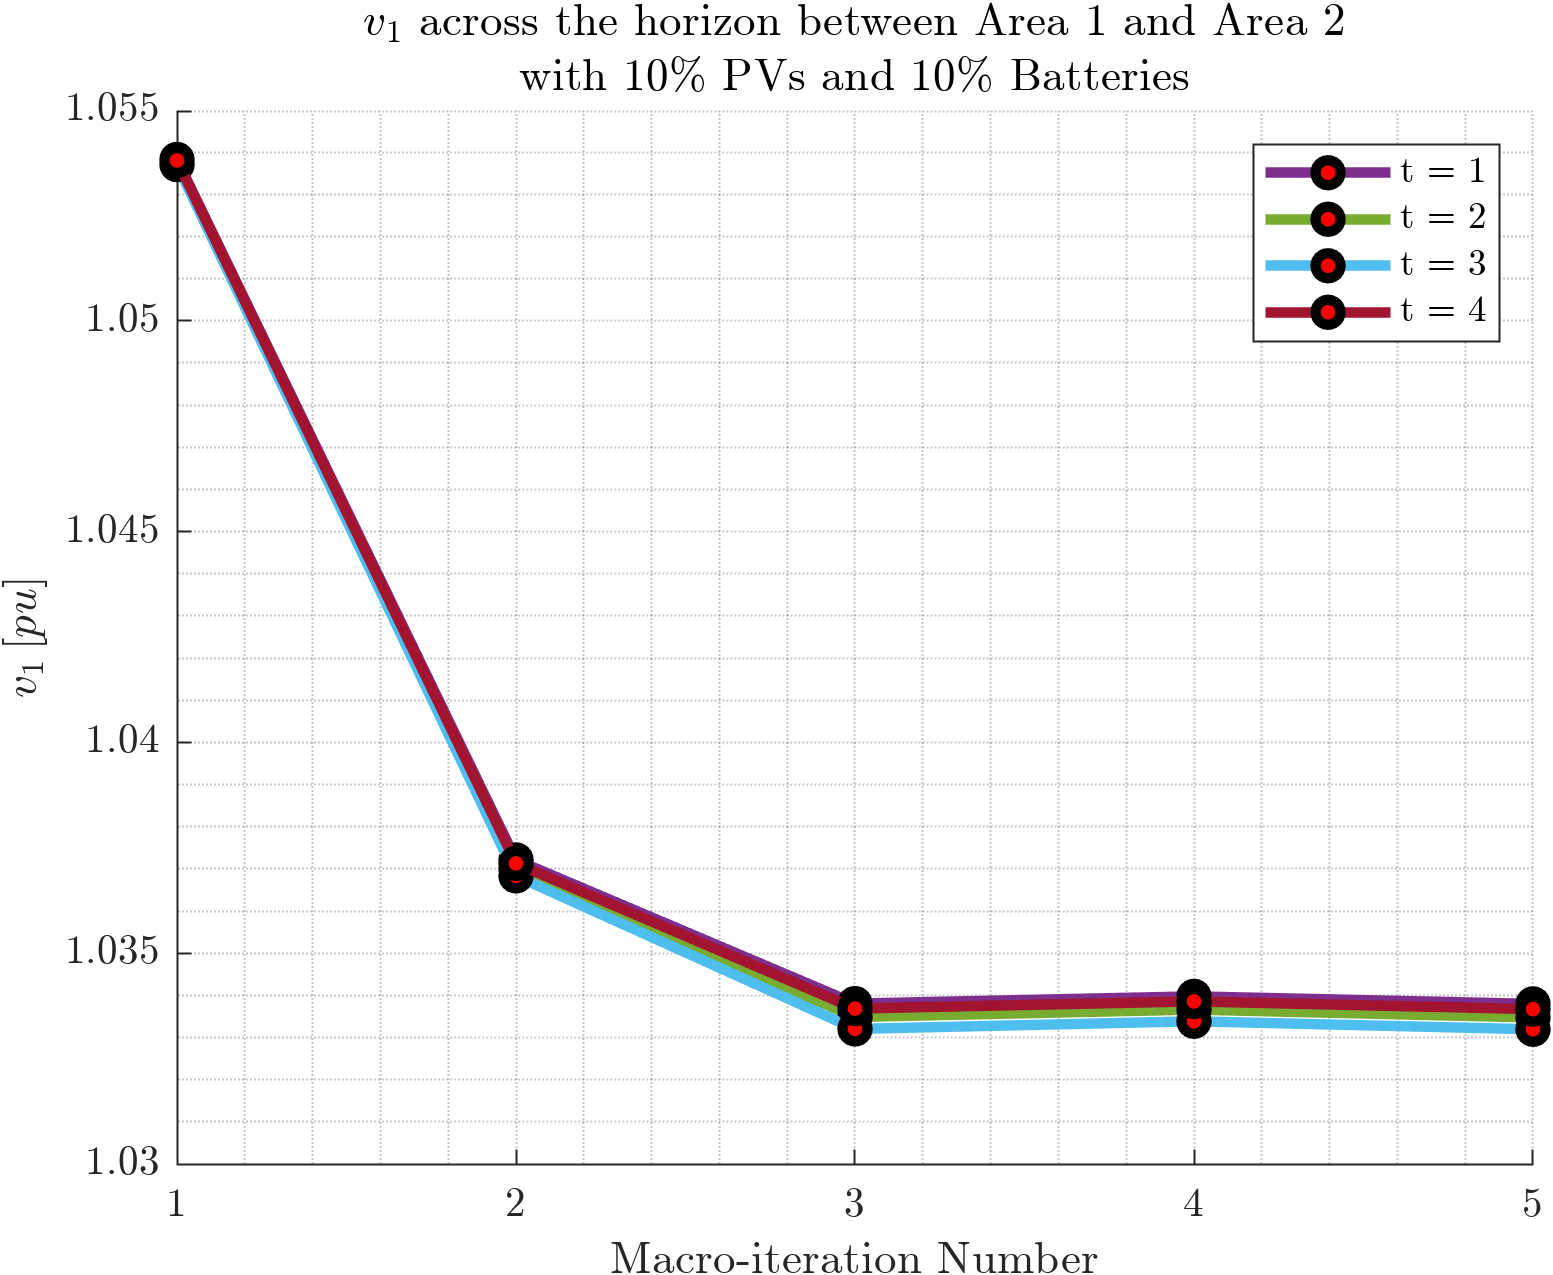 v₁ across the horizon between Area 1 and Area 2
with 10% PVs and 10% Batteries
1.055
1.05
1.045
1.04
1.035
1.03
v₁ [pu]
t = 1
t = 2
t = 3
t = 4
1 2 3 4 5
Macro-iteration Number